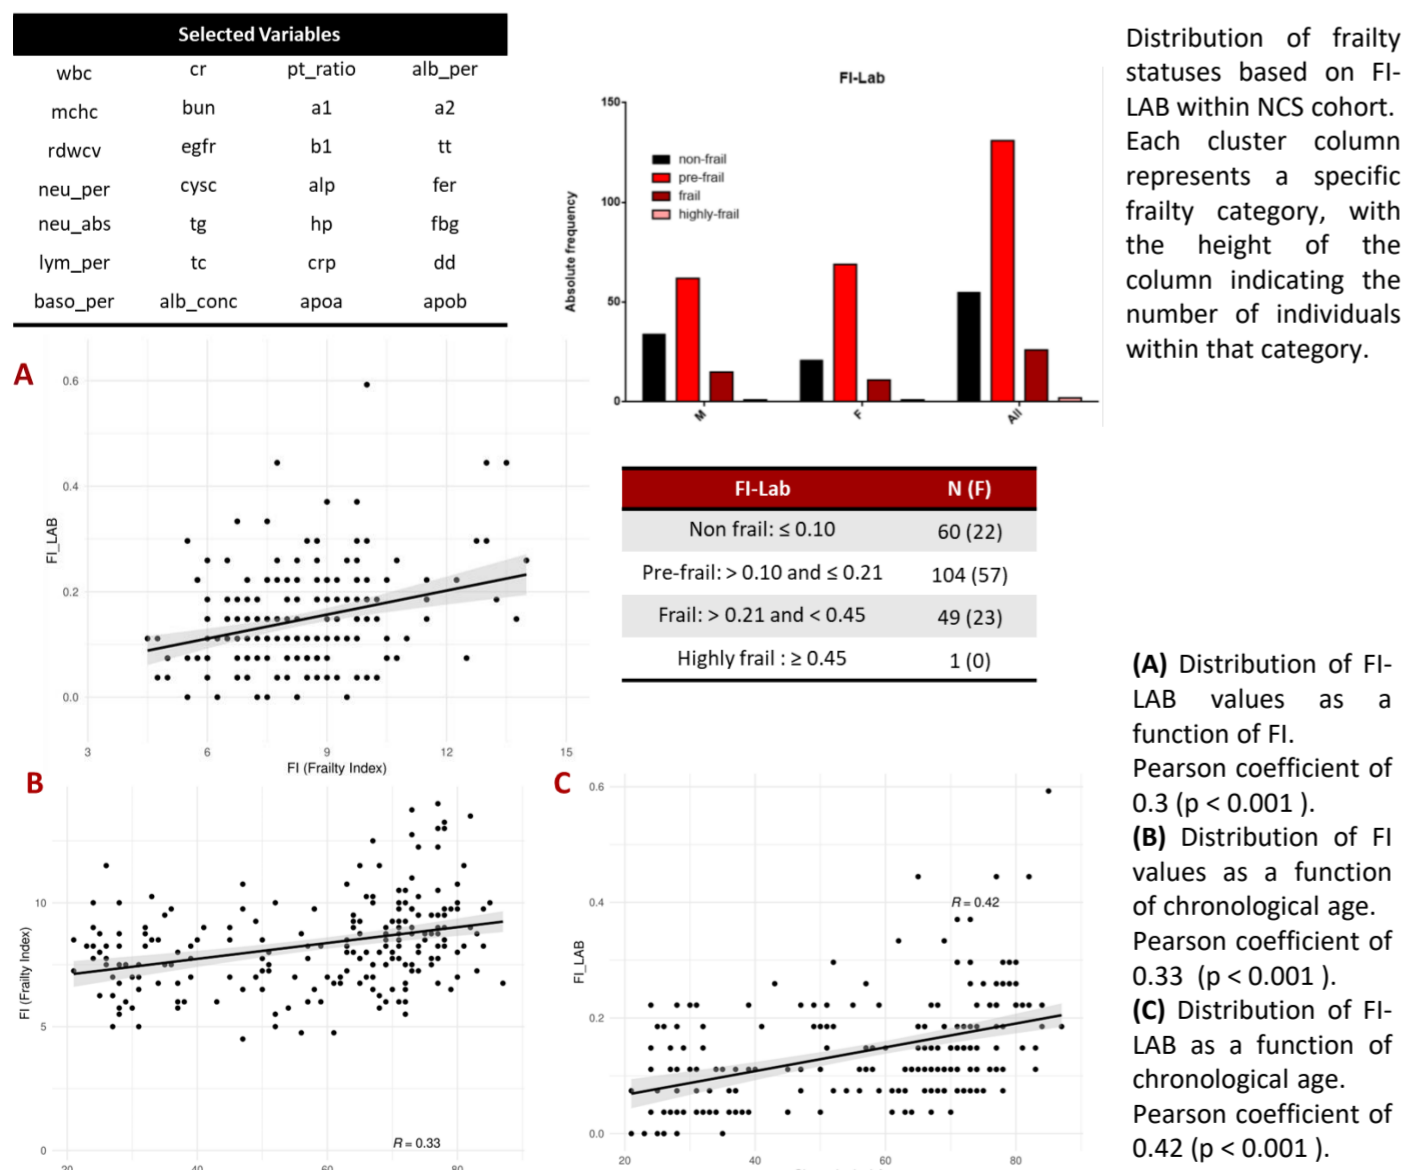 Selected Variables
wbc cr pt_ratio alb_per
mchc bun a1 a2
rdwcv egfr b1 tt
neu_per cysc alp fer
neu_abs tg hp fbg
lym_per tc crp dd
baso_per alb_conc apoa apob
FI-Lab
150
100
50
0
Absolute frequency
non-frail
pre-frail
frail
highly-frail
M F All
Distribution of frailty
statuses based on FI-
LAB within NCS cohort.
Each cluster column
represents a specific
frailty category, with
the height of the
column indicating the
number of individuals
within that category.
A
0.6
0.4
0.2
0.0
FI_LAB
3 6 9 12 15
FI (Frailty Index)
FI-Lab N (F)
Non frail: ≤ 0.10 60 (22)
Pre-frail: > 0.10 and ≤ 0.21 104 (57)
Frail: > 0.21 and < 0.45 49 (23)
Highly frail : ≥ 0.45 1 (0)
B
10
5
0
FI (Frailty Index)
R = 0.33
20 40 60 80
C
0.6
0.4
0.2
0.0
FI_LAB
R = 0.42
20 40 60 80
(A) Distribution of FI-
LAB values as a
function of FI.
Pearson coefficient of
0.3 (p < 0.001 ).
(B) Distribution of FI
values as a function
of chronological age.
Pearson coefficient of
0.33 (p < 0.001 ).
(C) Distribution of FI-
LAB as a function of
chronological age.
Pearson coefficient of
0.42 (p < 0.001 ).